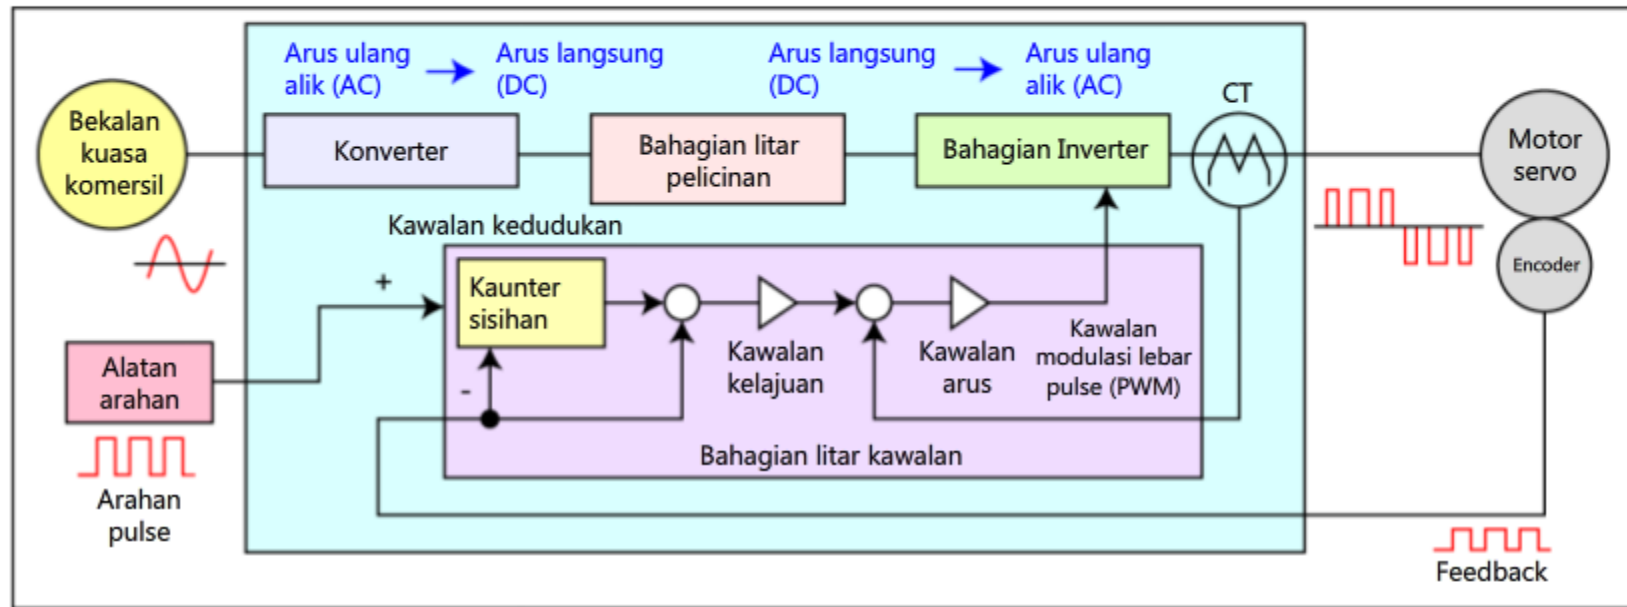 Arus ulang
alik (AC)
Arus langsung
(DC)
Arus langsung
(DC)
Arus ulang
alik (AC)
CT
Bekalan
kuasa
komersil
Konverter
Bahagian litar
pelicinan
Bahagian Inverter
Motor
servo
Kawalan kedudukan
Encoder
+
Kaunter
sisihan
Kawalan
kelajuan
Kawalan
arus
Kawalan
modulasi lebar
pulse (PWM)
Alatan
arahan
-
Bahagian litar kawalan
Arahan
pulse
Feedback